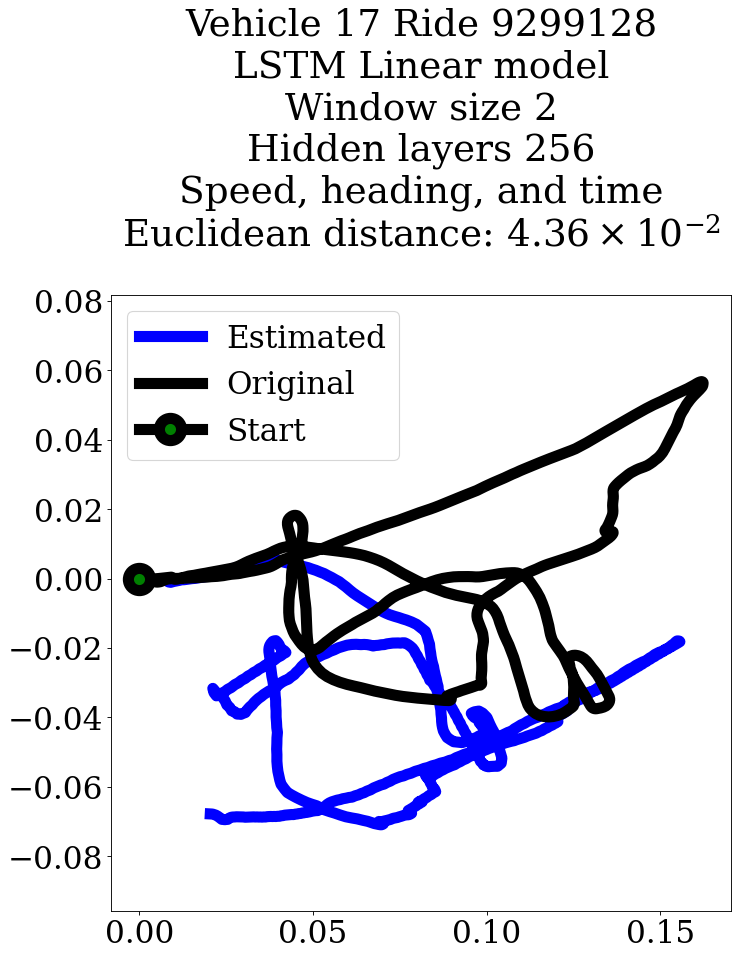 Vehicle 17 Ride 9299128
LSTM Linear model
Window size 2
Hidden layers 256
Speed, heading, and time
Euclidean distance: 4.36 × 10⁻²
0.08
0.06
0.04
0.02
0.00
−0.02
−0.04
−0.06
−0.08
Estimated
Original
Start
0.00 0.05 0.10 0.15